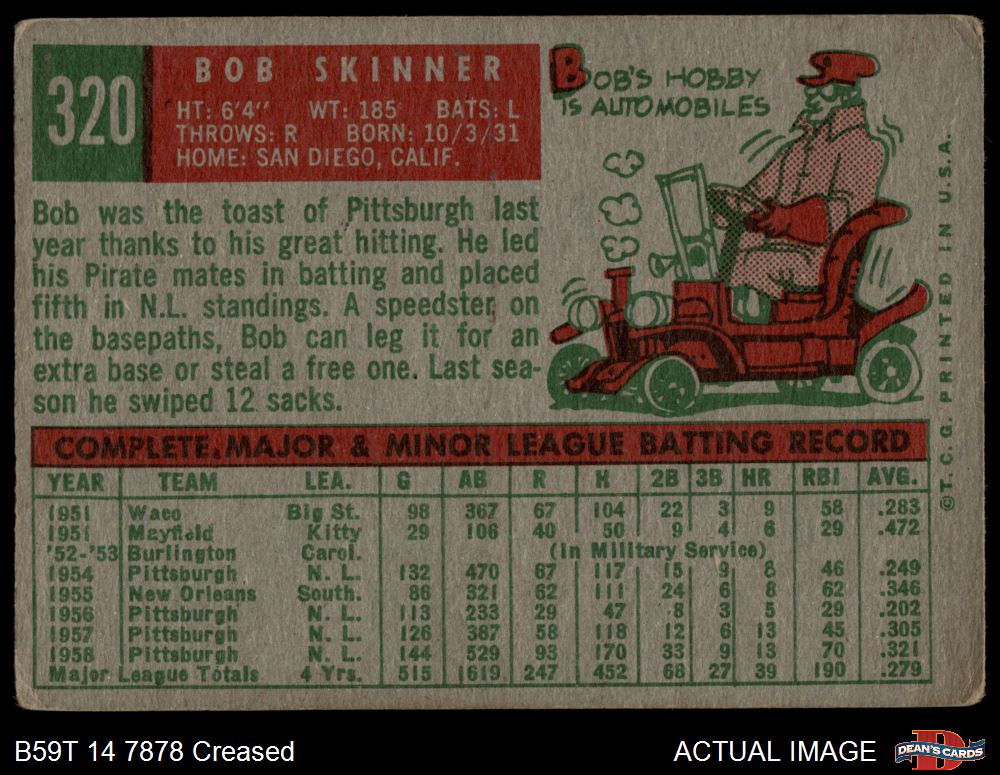 320
BOB SKINNER
HT: 6'4" WT: 185 BATS: L
THROWS: R BORN: 10/3/31
HOME: SAN DIEGO, CALIF.
BOB'S HOBBY
IS AUTOMOBILES
Bob was the toast of Pittsburgh last
year thanks to his great hitting. He led
his Pirate mates in batting and placed
fifth in N.L. standings. A speedster on
the basepaths, Bob can leg it for an
extra base or steal a free one. Last sea-
son he swiped 12 sacks.
COMPLETE MAJOR & MINOR LEAGUE BATTING RECORD
YEAR TEAM LEA. G AB R H 2B 3B HR RBI AVG.
1951 Waco Big St. 98 367 67 104 22 3 9 58 .283
1951 Mayfield Kitty 29 106 40 50 9 4 6 29 .472
'52-'53 Burlington Carol. (In Military Service)
1954 Pittsburgh N. L. 132 470 67 117 15 9 8 46 .249
1955 New Orleans South. 86 321 62 111 24 6 8 62 .346
1956 Pittsburgh N. L. 113 233 29 47 8 3 5 29 .202
1957 Pittsburgh N. L. 126 387 58 118 12 6 13 45 .305
1958 Pittsburgh N. L. 144 529 93 170 33 9 13 70 .321
Major League Totals 4 Yrs. 515 1619 247 452 68 27 39 190 .279
©T. C. G. PRINTED IN U.S.A.
B59T 14 7878 Creased
ACTUAL IMAGE
D
DEAN'S CARDS